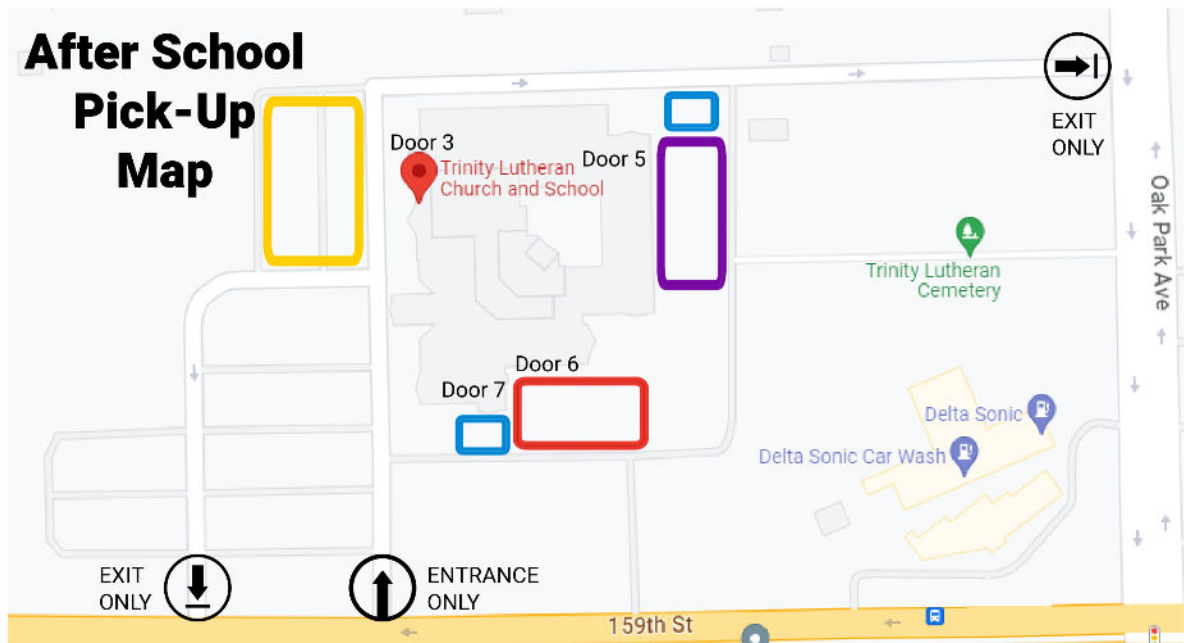 After School
Pick-Up
Map
EXIT
ONLY
Door 3
Door 5
Trinity Lutheran
Church and School
Oak Park Ave
Trinity Lutheran
Cemetery
Door 6
Door 7
Delta Sonic
Delta Sonic Car Wash
EXIT
ONLY
ENTRANCE
ONLY
159th St